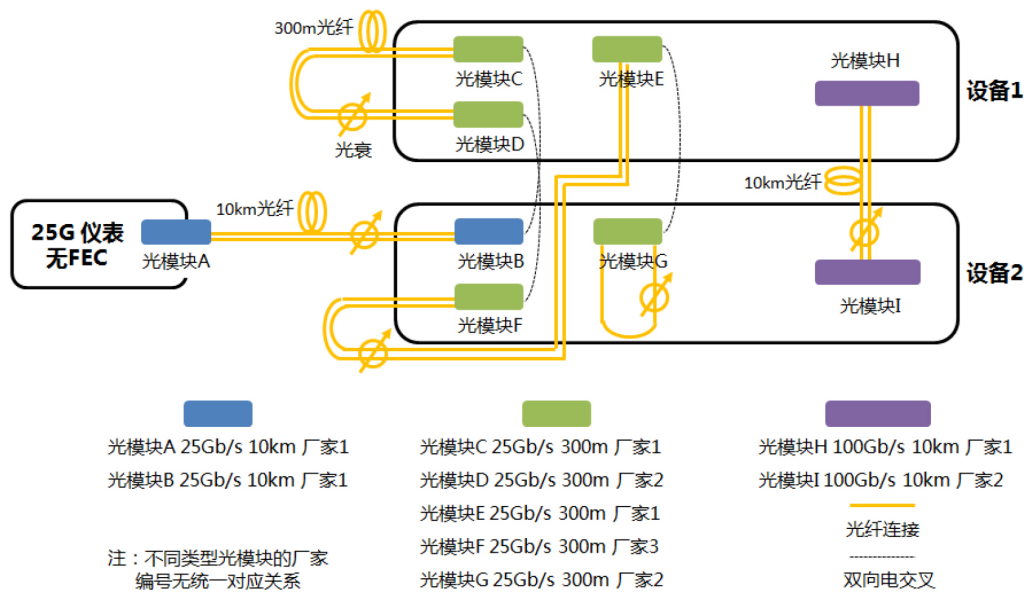 300m光纤
光模块C
光模块E
光模块H
设备1
光模块D
光衰
10km光纤
10km光纤
25G 仪表
无FEC
光模块A
光模块B
光模块G
设备2
光模块F
光模块I
光模块A 25Gb/s 10km 厂家1
光模块B 25Gb/s 10km 厂家1
注：不同类型光模块的厂家
编号无统一对应关系
光模块C 25Gb/s 300m 厂家1
光模块D 25Gb/s 300m 厂家2
光模块E 25Gb/s 300m 厂家1
光模块F 25Gb/s 300m 厂家3
光模块G 25Gb/s 300m 厂家2
光模块H 100Gb/s 10km 厂家1
光模块I 100Gb/s 10km 厂家2
光纤连接
双向电交叉